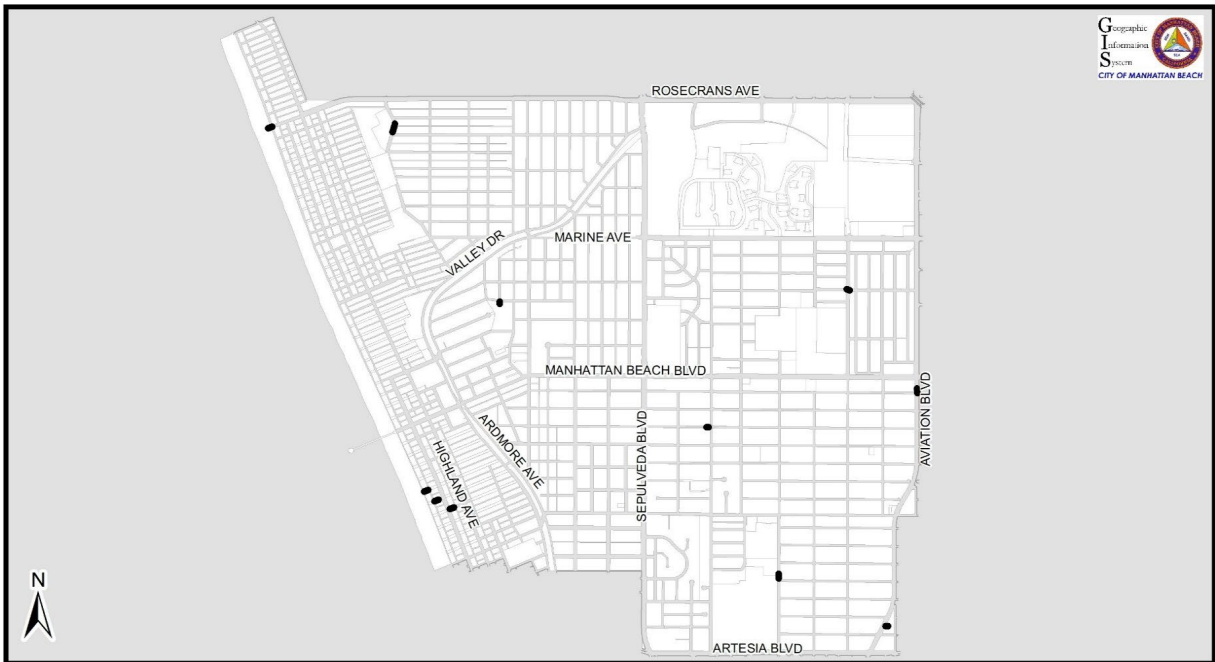 Geographic
Information
System
CITY OF MANHATTAN BEACH
ROSECRANS AVE
VALLEY DR
MARINE AVE
MANHATTAN BEACH BLVD
ARDMORE AVE
HIGHLAND AVE
SEPULVEDA BLVD
AVIATION BLVD
N
ARTESIA BLVD